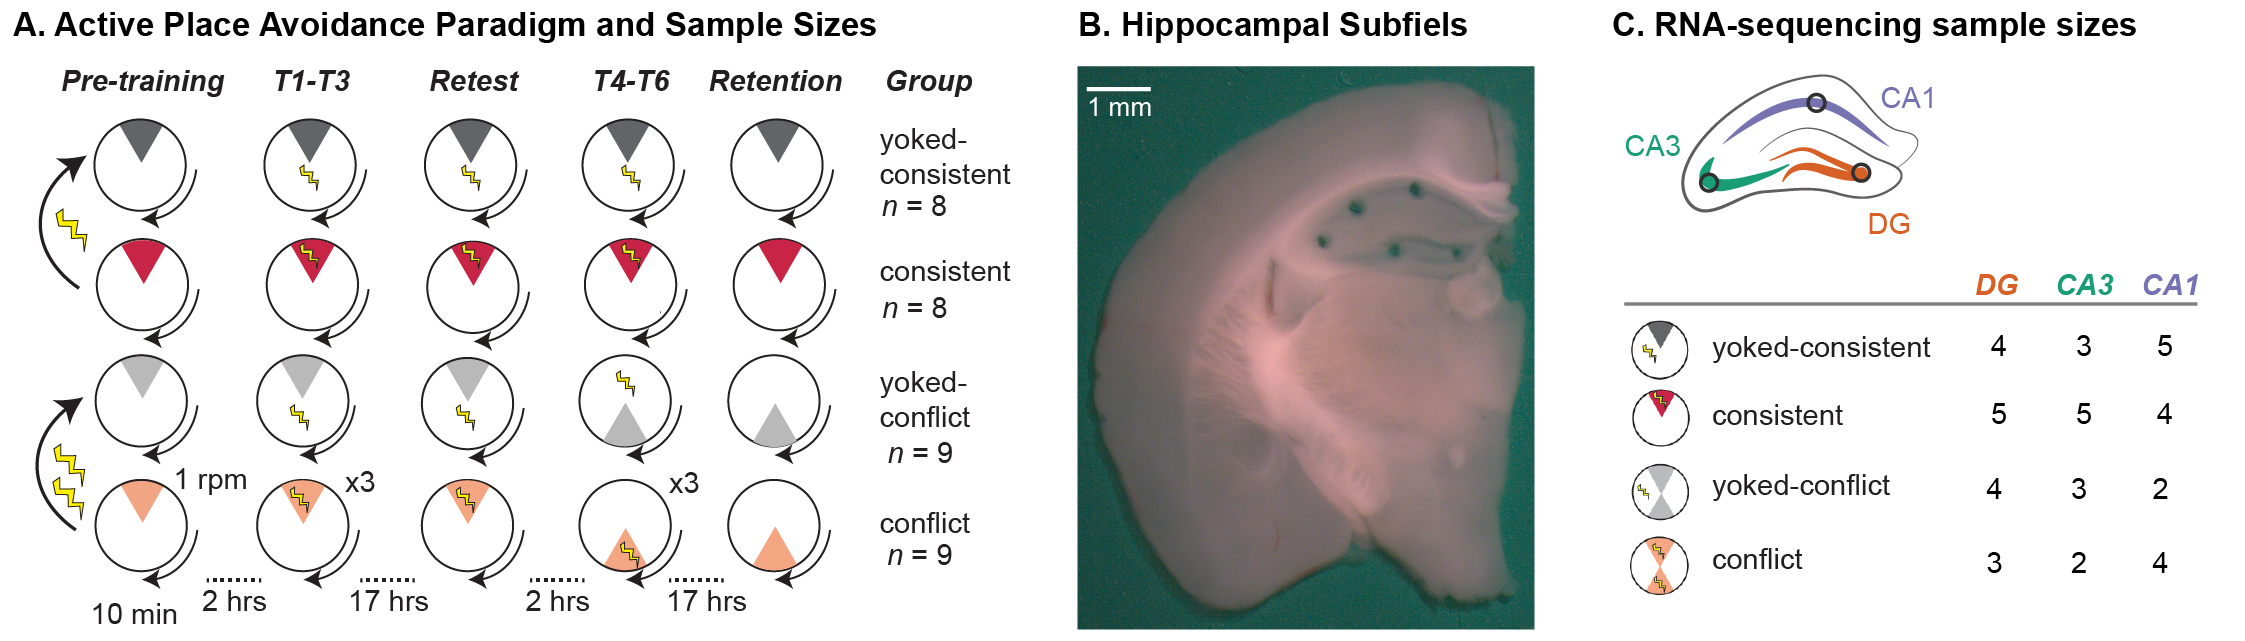 A. Active Place Avoidance Paradigm and Sample Sizes
Pre-training T1-T3 Retest T4-T6 Retention Group
yoked-
consistent
n = 8
consistent
n = 8
yoked-
conflict
n = 9
1 rpm x3 x3
conflict
n = 9
2 hrs 17 hrs 2 hrs 17 hrs
10 min
B. Hippocampal Subfiels
1 mm
C. RNA-sequencing sample sizes
CA1
CA3
DG
DG CA3 CA1
yoked-consistent 4 3 5
consistent 5 5 4
yoked-conflict 4 3 2
conflict 3 2 4